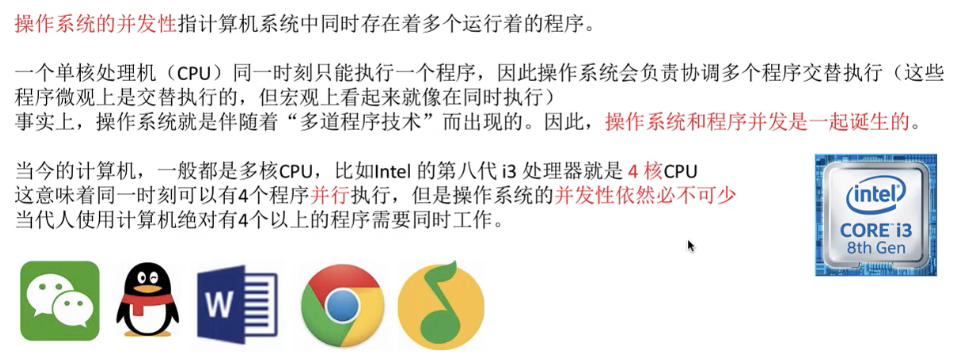 操作系统的并发性指计算机系统中同时存在着多个运行着的程序。
一个单核处理机（CPU）同一时刻只能执行一个程序，因此操作系统会负责协调多个程序交替执行（这些
程序微观上是交替执行的，但宏观上看起来就像在同时执行）
事实上，操作系统就是伴随着“多道程序技术”而出现的。因此，操作系统和程序并发是一起诞生的。
当今的计算机，一般都是多核CPU，比如Intel 的第八代 i3 处理器就是 4 核CPU
这意味着同一时刻可以有4个程序并行执行，但是操作系统的并发性依然必不可少
当代人使用计算机绝对有4个以上的程序需要同时工作。
intel
CORE i3
8th Gen
W